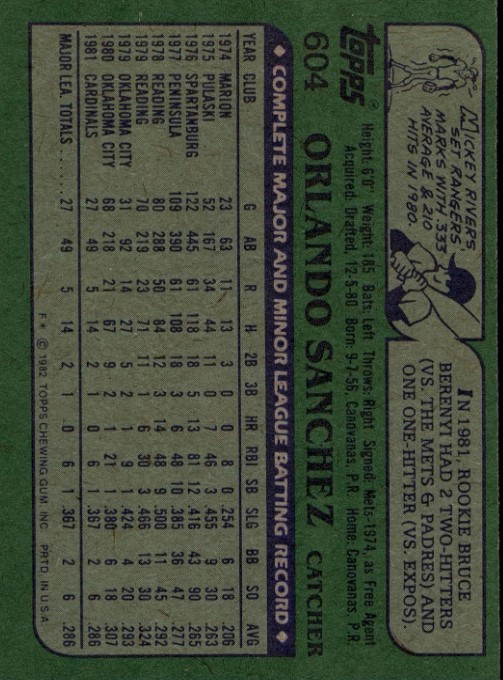 MICKEY RIVERS
SET RANGERS
MARKS WITH .333
AVERAGE & 210
HITS IN 1980.
IN 1981, ROOKIE BRUCE
BERENYI HAD 2 TWO-HITTERS
(VS. THE METS & PADRES) AND
ONE ONE-HITTER (VS. EXPOS).
TOPPS®
604 ORLANDO SANCHEZ CATCHER
Height: 6'0" Weight: 185 Bats: Left Throws: Right Signed: Mets-1974, as Free Agent
Acquired: Drafted, 12-5-80 Born: 9-7-56, Canovanas, P.R. Home: Canovanas, P.R.
COMPLETE MAJOR AND MINOR LEAGUE BATTING RECORD
YEAR CLUB G AB R H 2B 3B HR RBI SB SLG BB SO AVG
1974 MARION 23 63 11 13 3 0 0 8 0 .254 6 18 .206
1975 PULASKI 52 167 34 44 11 0 7 46 3 .455 9 30 .263
1976 SPARTANBURG 122 445 61 118 18 5 13 81 12 .416 43 90 .265
1977 PENINSULA 109 390 61 108 18 3 6 48 10 .385 36 47 .277
1978 READING 80 288 50 84 13 3 14 48 9 .500 11 45 .292
1979 READING 70 219 23 71 11 1 6 30 3 .466 13 30 .324
1979 OKLAHOMA CITY 31 92 14 27 5 2 1 9 1 .424 4 20 .293
1980 OKLAHOMA CITY 68 218 21 67 9 2 1 21 1 .380 11 18 .307
1981 CARDINALS 27 49 5 14 2 1 0 6 1 .367 2 6 .286
MAJOR LEA. TOTALS 27 49 5 14 2 1 0 6 1 .367 2 6 .286
F* © 1982 TOPPS CHEWING GUM, INC. PRTD. IN U.S.A.